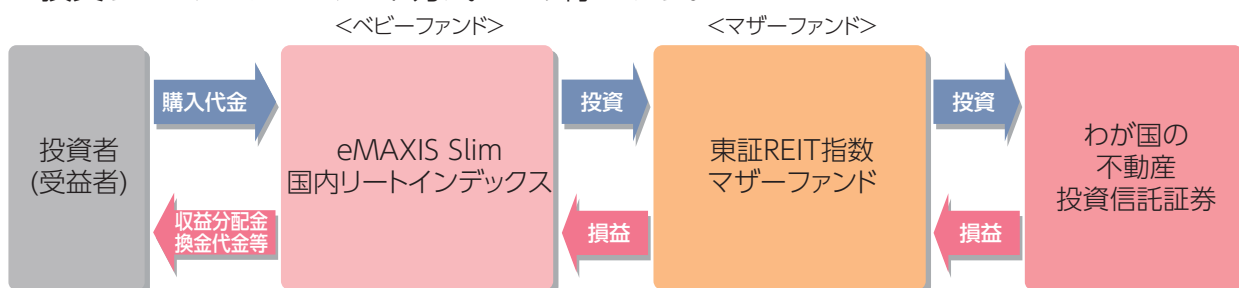 <ベビーファンド>
<マザーファンド>
購入代金
投資
投資
投資者
(受益者)
eMAXIS Slim
国内リートインデックス
東証REIT指数
マザーファンド
わが国の
不動産
投資信託証券
収益分配金
換金代金等
損益
損益